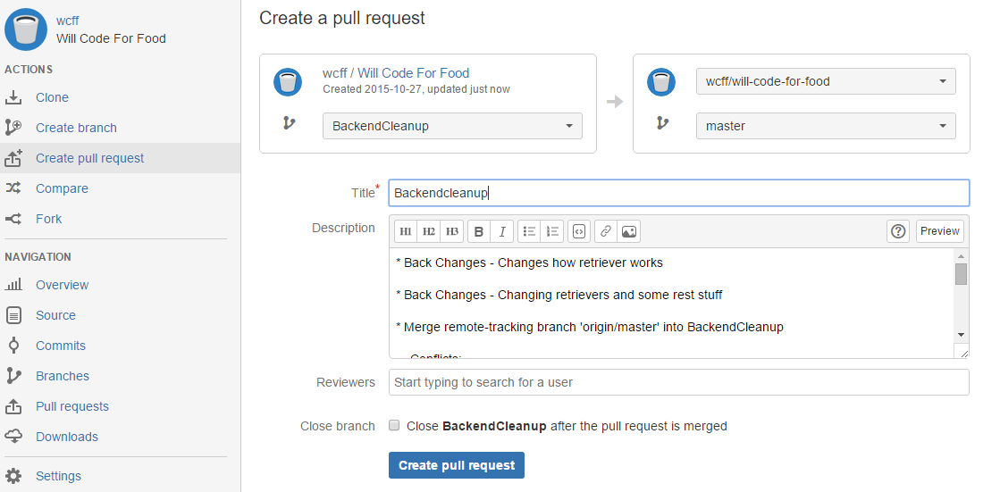 wcff
Will Code For Food
ACTIONS
Clone
Create branch
Create pull request
Compare
Fork
NAVIGATION
Overview
Source
Commits
Branches
Pull requests
Downloads
Settings
Create a pull request
wcff / Will Code For Food
Created 2015-10-27, updated just now
BackendCleanup
wcff/will-code-for-food
master
Title*
Backendcleanup
Description
H1 H2 H3 B I Preview
* Back Changes - Changes how retriever works
* Back Changes - Changing retrievers and some rest stuff
* Merge remote-tracking branch 'origin/master' into BackendCleanup
Conflicts:
Reviewers
Start typing to search for a user
Close branch
Close BackendCleanup after the pull request is merged
Create pull request